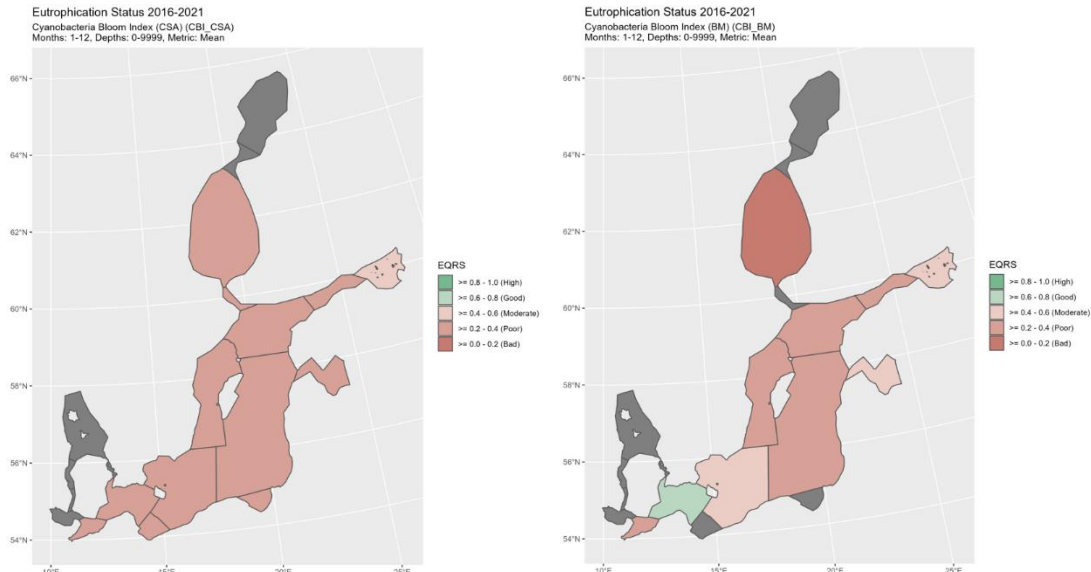 Eutrophication Status 2016-2021
Cyanobacteria Bloom Index (CSA) (CBI_CSA)
Months: 1-12, Depths: 0-9999, Metric: Mean
66°N
64°N
62°N
60°N
58°N
56°N
54°N
10°E
15°E
20°E
25°E
EQRS
>= 0.8 - 1.0 (High)
>= 0.6 - 0.8 (Good)
>= 0.4 - 0.6 (Moderate)
>= 0.2 - 0.4 (Poor)
>= 0.0 - 0.2 (Bad)
Eutrophication Status 2016-2021
Cyanobacteria Bloom Index (BM) (CBI_BM)
Months: 1-12, Depths: 0-9999, Metric: Mean
66°N
64°N
62°N
60°N
58°N
56°N
54°N
10°E
15°E
20°E
25°E
EQRS
>= 0.8 - 1.0 (High)
>= 0.6 - 0.8 (Good)
>= 0.4 - 0.6 (Moderate)
>= 0.2 - 0.4 (Poor)
>= 0.0 - 0.2 (Bad)